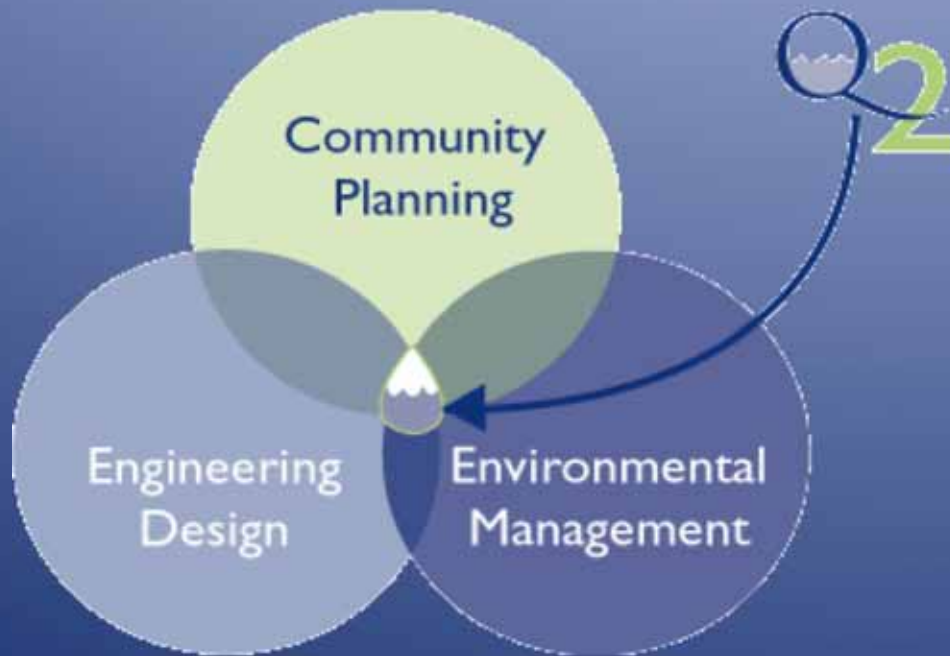 Q2
Community
Planning
Engineering
Design
Environmental
Management